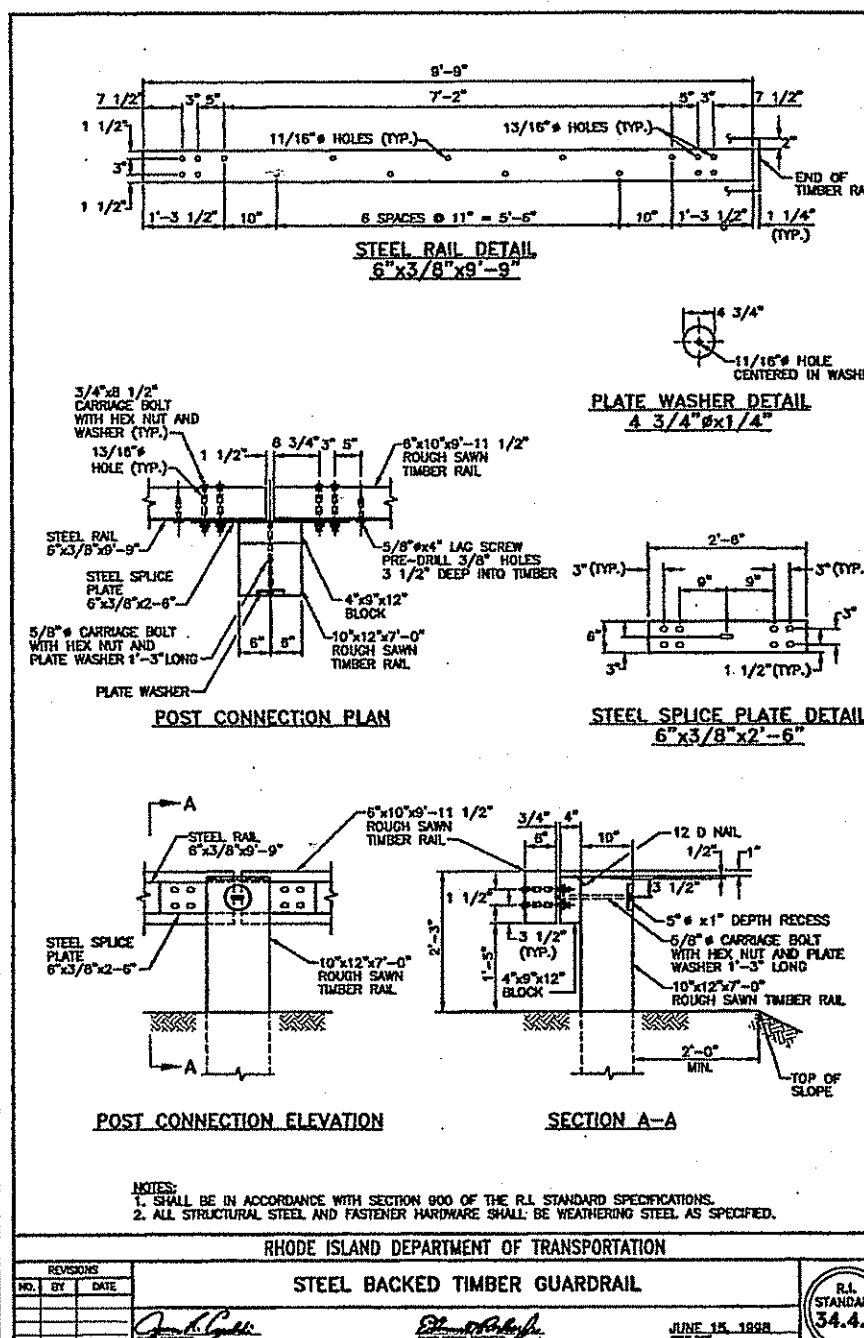 9'-9"
7 1/2" 3" 5" 7'-2" 5" 3" 7 1/2"
1 1/2"
11/16"ø HOLES (TYP.)
13/16"ø HOLES (TYP.)
2"
3"
END OF
TIMBER RA
1 1/2"
1'-3 1/2" 10" 6 SPACES @ 11" = 5'-6" 10" 1'-3 1/2" 1 1/4"
(TYP.)
STEEL RAIL DETAIL
6"x3/8"x9'-9"
4 3/4"
11/16"ø HOLE
CENTERED IN WASHE
PLATE WASHER DETAIL
4 3/4"øx1/4"
3/4"x8 1/2"
CARRIAGE BOLT
WITH HEX NUT AND
WASHER (TYP.)
13/16"ø
HOLE (TYP.)
1 1/2" 8 3/4" 3" 5"
6"x10"x9'-11 1/2"
ROUGH SAWN
TIMBER RAIL
STEEL RAIL
6"x3/8"x9'-9"
STEEL SPLICE
PLATE
6"x3/8"x2-6"
5/8"øx4" LAG SCREW
PRE-DRILL 3/8" HOLES
3 1/2" DEEP INTO TIMBER
4"x9"x12"
BLOCK
5/8"ø CARRIAGE BOLT
WITH HEX NUT AND
PLATE WASHER 1'-3" LONG
6" 6"
10"x12"x7'-0"
ROUGH SAWN
TIMBER RAIL
PLATE WASHER
POST CONNECTION PLAN
2'-6"
3" (TYP.) 9" 9" 3" (TYP.
6"
3"
3"
1 1/2" (TYP.)
STEEL SPLICE PLATE DETAIL
6"x3/8"x2'-6"
A
STEEL RAIL
6"x3/8"x9'-9"
6"x10"x9'-11 1/2"
ROUGH SAWN
TIMBER RAIL
STEEL SPLICE
PLATE
6"x3/8"x2-6"
10"x12"x7'-0"
ROUGH SAWN
TIMBER RAIL
A
POST CONNECTION ELEVATION
3/4" 4"
6" 10"
12 D NAIL
1/2" 1"
3 1/2"
1 1/2"
2'-3"
5"ø x1" DEPTH RECESS
5/8"ø CARRIAGE BOLT
WITH HEX NUT AND PLATE
WASHER 1'-3" LONG
3 1/2"
(TYP.)
1'-5"
4"x9"x12"
BLOCK
10"x12"x7'-0"
ROUGH SAWN TIMBER RAIL
2'-0"
MIN.
TOP OF
SLOPE
SECTION A-A
NOTES:
1. SHALL BE IN ACCORDANCE WITH SECTION 900 OF THE R.I. STANDARD SPECIFICATIONS.
2. ALL STRUCTURAL STEEL AND FASTENER HARDWARE SHALL BE WEATHERING STEEL AS SPECIFIED.
RHODE ISLAND DEPARTMENT OF TRANSPORTATION
REVISIONS
NO. BY DATE
STEEL BACKED TIMBER GUARDRAIL
R.I.
STANDA
34.4.
JUNE 15, 1998